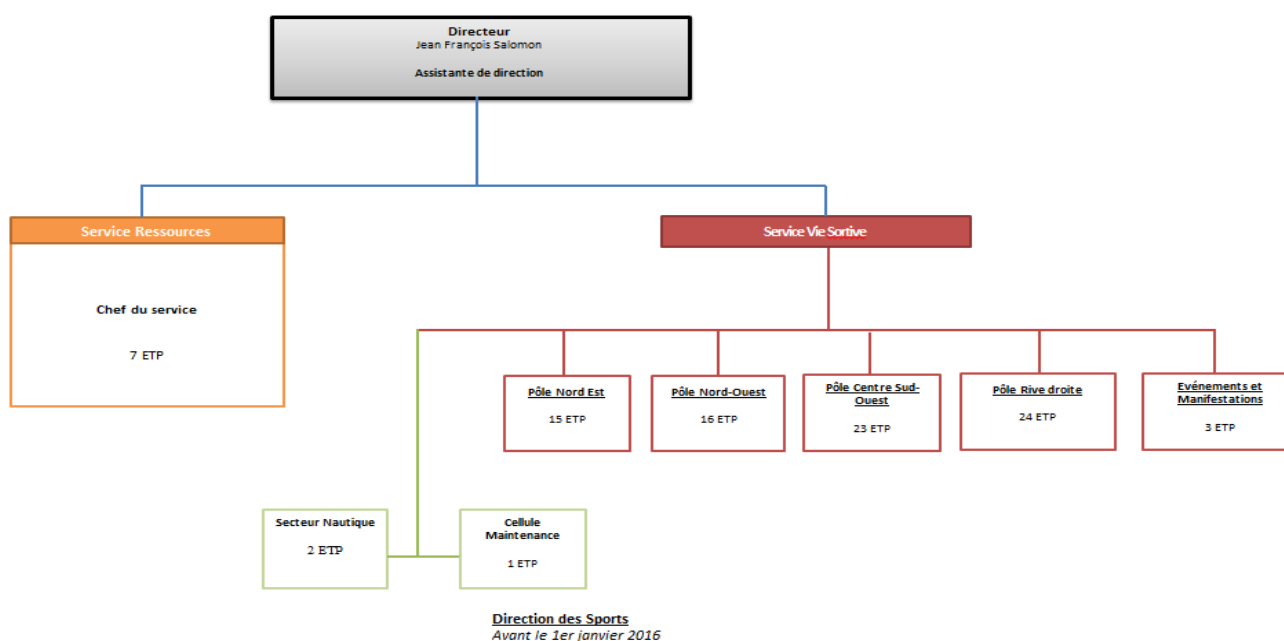 Directeur
Jean François Salomon
Assistante de direction
Service Ressources
Chef du service
7 ETP
Service Vie Sortive
Pôle Nord Est
15 ETP
Pôle Nord-Ouest
16 ETP
Pôle Centre Sud-
Ouest
23 ETP
Pôle Rive droite
24 ETP
Evénements et
Manifestations
3 ETP
Secteur Nautique
2 ETP
Cellule
Maintenance
1 ETP
Direction des Sports
Avant le 1er janvier 2016